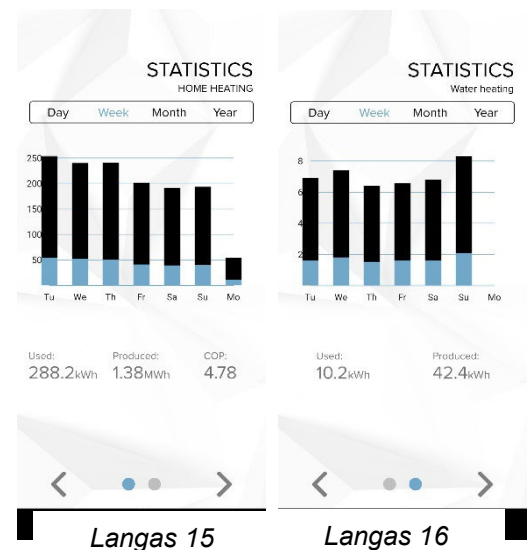 STATISTICS
HOME HEATING
Day Week Month Year
250
200
150
100
50
Tu We Th Fr Sa Su Mo
Used: Produced: COP:
288.2kWh 1.38MWh 4.78
Langas 15
STATISTICS
Water heating
Day Week Month Year
8
6
4
2
Tu We Th Fr Sa Su Mo
Used: Produced:
10.2kWh 42.4kWh
Langas 16